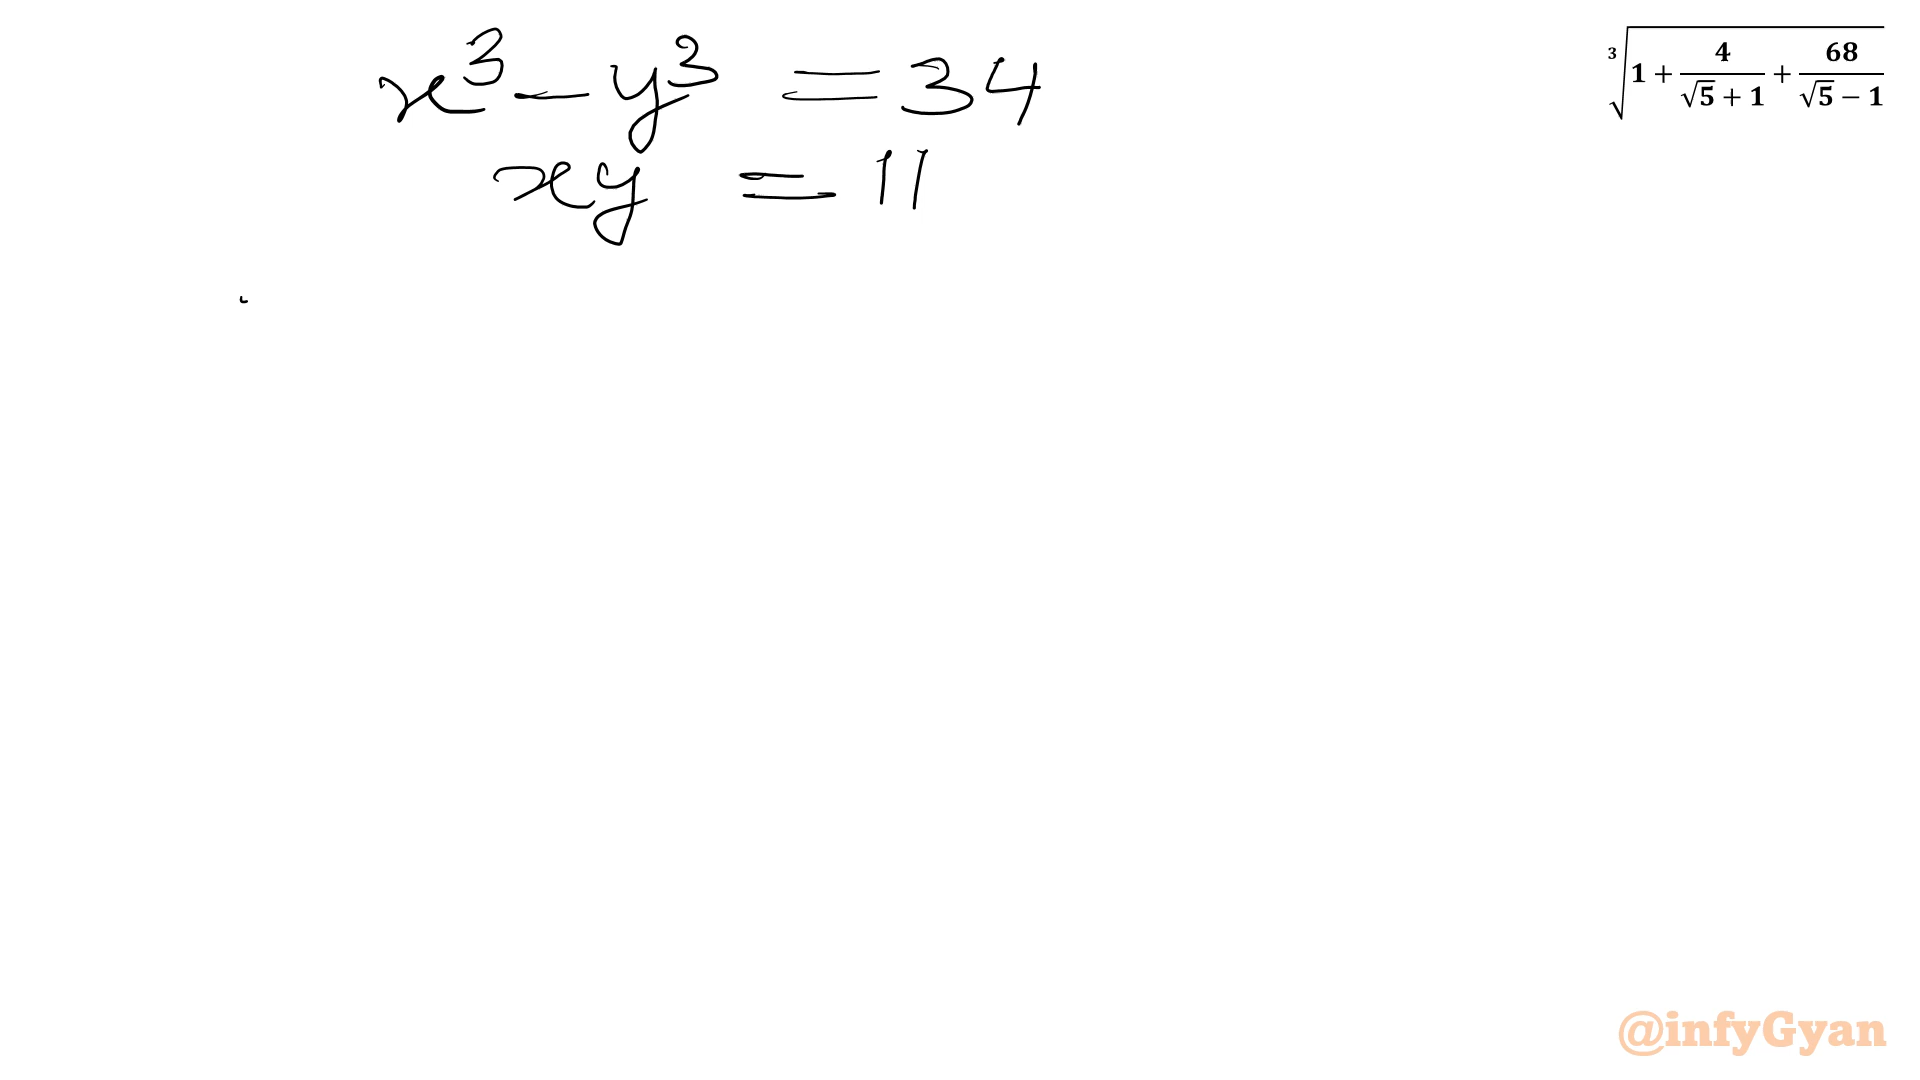 x³ - y³ = 34
xy = 11
∛(1 + 4/(√5 + 1) + 68/(√5 − 1))
@infyGyan